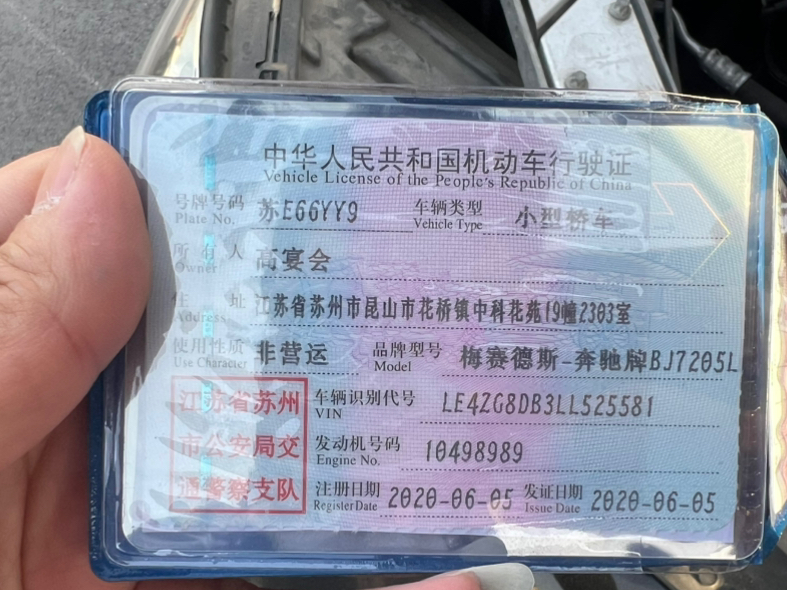 中华人民共和国机动车行驶证
Vehicle License of the People's Republic of China
号牌号码 苏E66YY9 车辆类型 小型轿车
Plate No. Vehicle Type
所有人 高宴会
Owner
住址 江苏省苏州市昆山市花桥镇中科花苑19幢2303室
Address
使用性质 非营运 品牌型号 梅赛德斯-奔驰牌BJ7205L
Use Character Model
江苏省苏州 车辆识别代号 LE4ZG8DB3LL525581
VIN
市公安局交 发动机号码 10498989
Engine No.
通警察支队 注册日期 2020-06-05 发证日期 2020-06-05
Register Date Issue Date